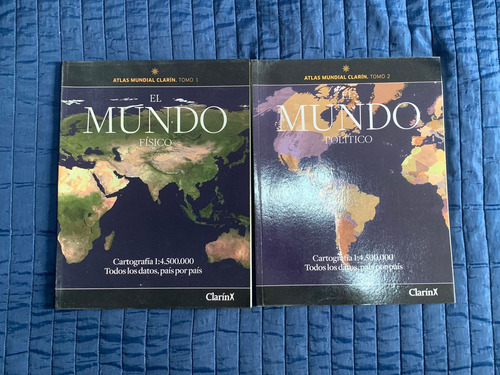 ATLAS MUNDIAL CLARÍN. TOMO 1
EL
MUNDO
FÍSICO
Cartografía 1:4.500.000
Todos los datos, país por país
Clarín
ATLAS MUNDIAL CLARÍN. TOMO 2
MUNDO
POLÍTICO
Cartografía 1:4.500.000
Todos los datos, país por país
Clarín